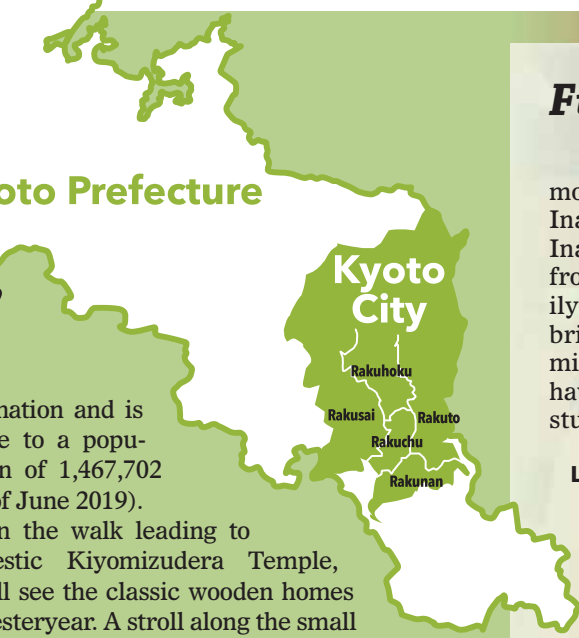 oto Prefecture
Kyoto
City
Rakuhoku
Rakusai
Rakuto
Rakuchu
Rakunan
nation and is
e to a popu-
n of 1,467,702
of June 2019).
n the walk leading to
estic Kiyomizudera Temple,
ll see the classic wooden homes
esteryear. A stroll along the small
mo
Ina
Ina
fro
ily
bri
mi
hav
stu
L